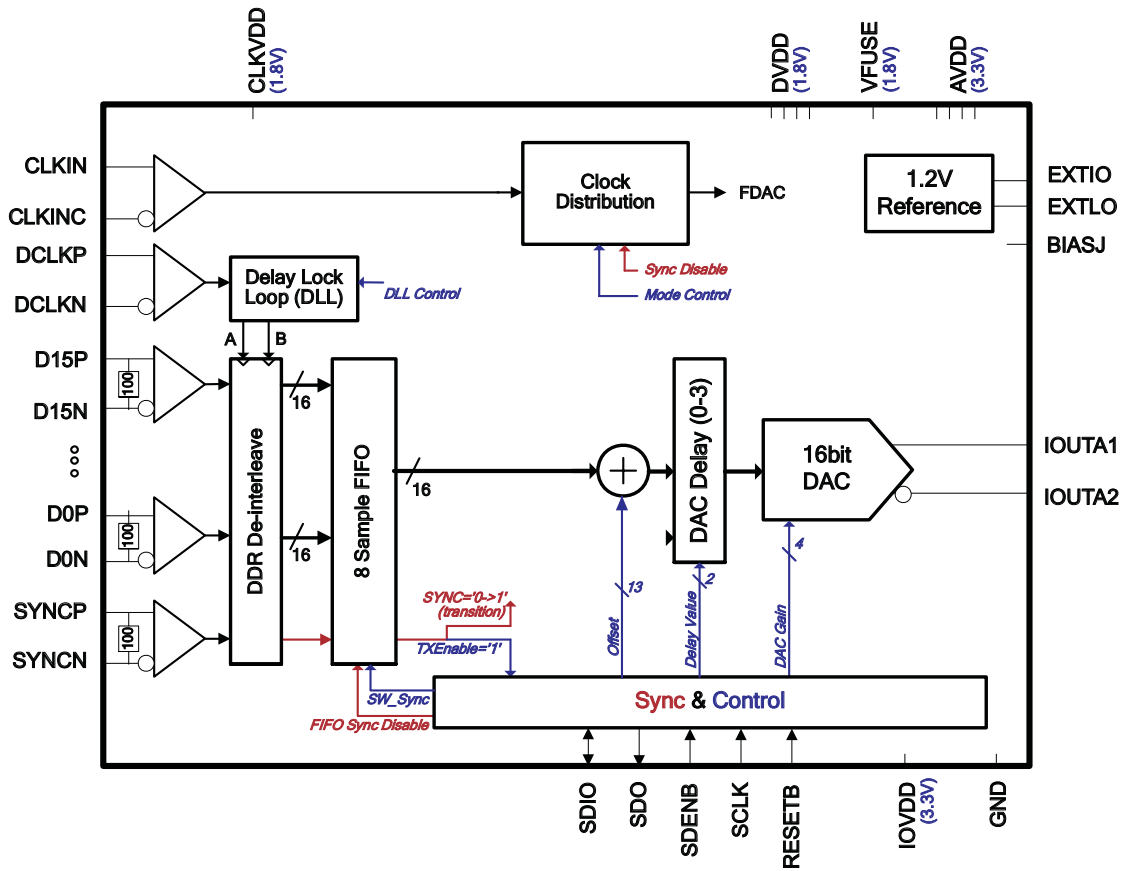 CLKVDD
(1.8V)
DVDD
(1.8V)
VFUSE
(1.8V)
AVDD
(3.3V)
CLKIN
CLKINC
DCLKP
DCLKN
D15P
D15N
D0P
D0N
SYNCP
SYNCN
100
100
100
Clock
Distribution
FDAC
Sync Disable
Mode Control
1.2V
Reference
EXTIO
EXTLO
BIASJ
Delay Lock
Loop (DLL)
DLL Control
A
B
DDR De-interleave
16
16
8 Sample FIFO
16
+
DAC Delay (0-3)
16bit
DAC
IOUTA1
IOUTA2
13
2
4
Offset
Delay Value
DAC Gain
SYNC='0->1'
(transition)
TXEnable='1'
SW_Sync
FIFO Sync Disable
Sync & Control
SDIO
SDO
SDENB
SCLK
RESETB
IOVDD
(3.3V)
GND